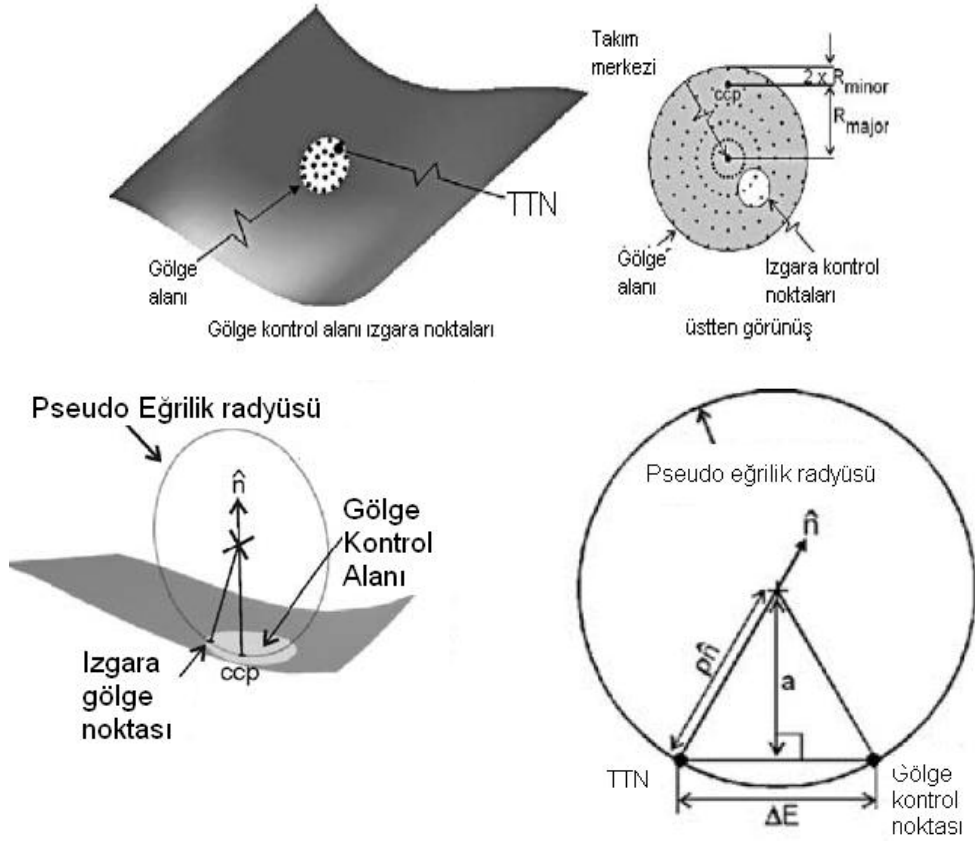 TTN
Gölge
alanı
Gölge kontrol alanı ızgara noktaları
Takım
merkezi
ccp
2 x R minor
R major
Gölge
alanı
Izgara kontrol
noktaları
üstten görünüş
Pseudo Eğrilik radyüsü
n̂
Gölge
Kontrol
Alanı
Izgara
gölge
noktası
ccp
Pseudo eğrilik radyüsü
n̂
ρn̂
a
TTN
ΔE
Gölge
kontrol
noktası